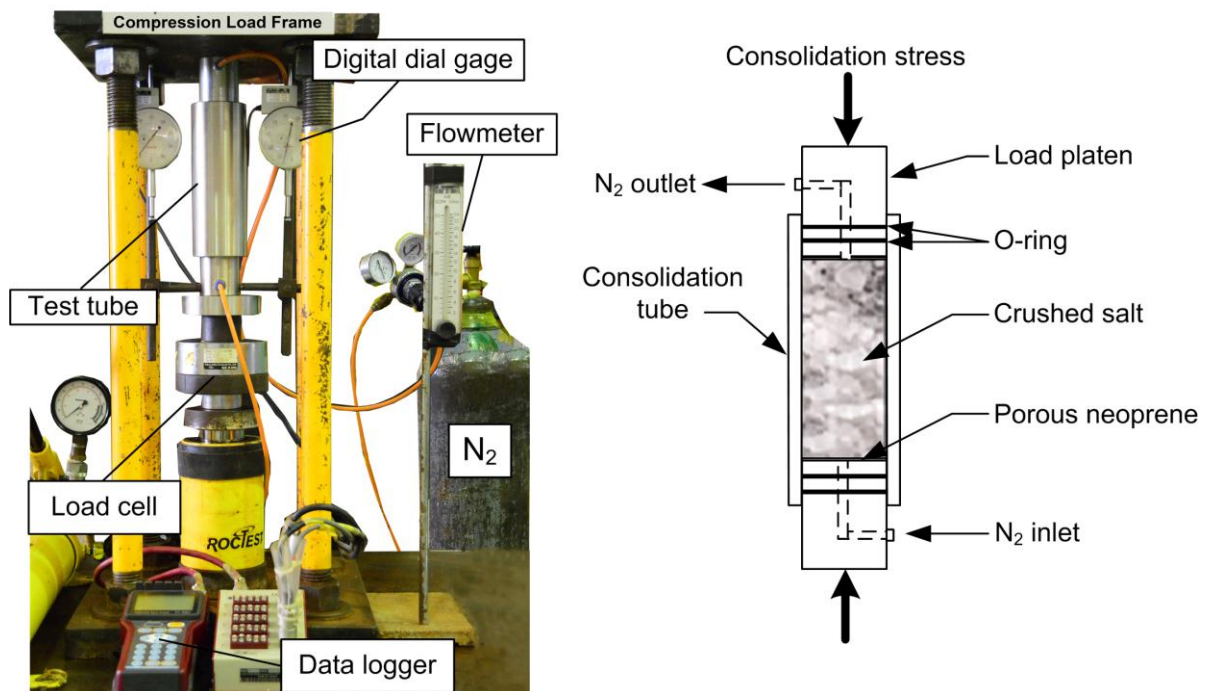 Compression Load Frame
Digital dial gage
Flowmeter
Test tube
N₂
Load cell
ROCTEST
Data logger
Consolidation stress
Load platen
N₂ outlet
O-ring
Consolidation
tube
Crushed salt
Porous neoprene
N₂ inlet